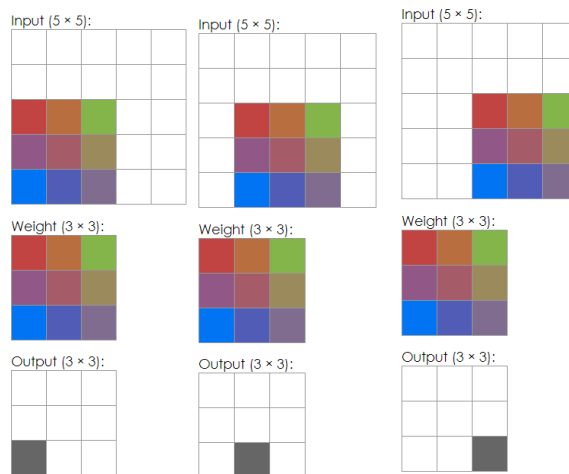 Input (5 × 5):
Input (5 × 5):
Input (5 × 5):
Weight (3 × 3):
Weight (3 × 3):
Weight (3 × 3):
Output (3 × 3):
Output (3 × 3):
Output (3 × 3):